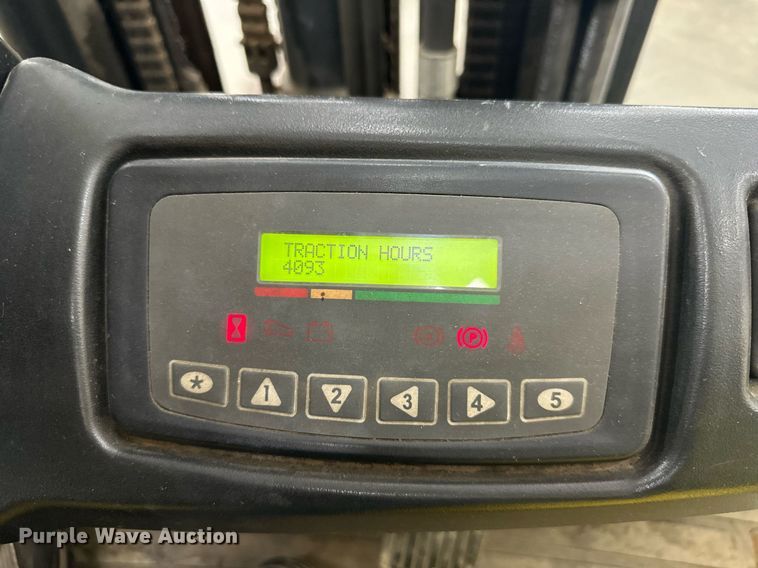 TRACTION HOURS
4093
P
* 1 2 3 4 5
Purple Wave Auction